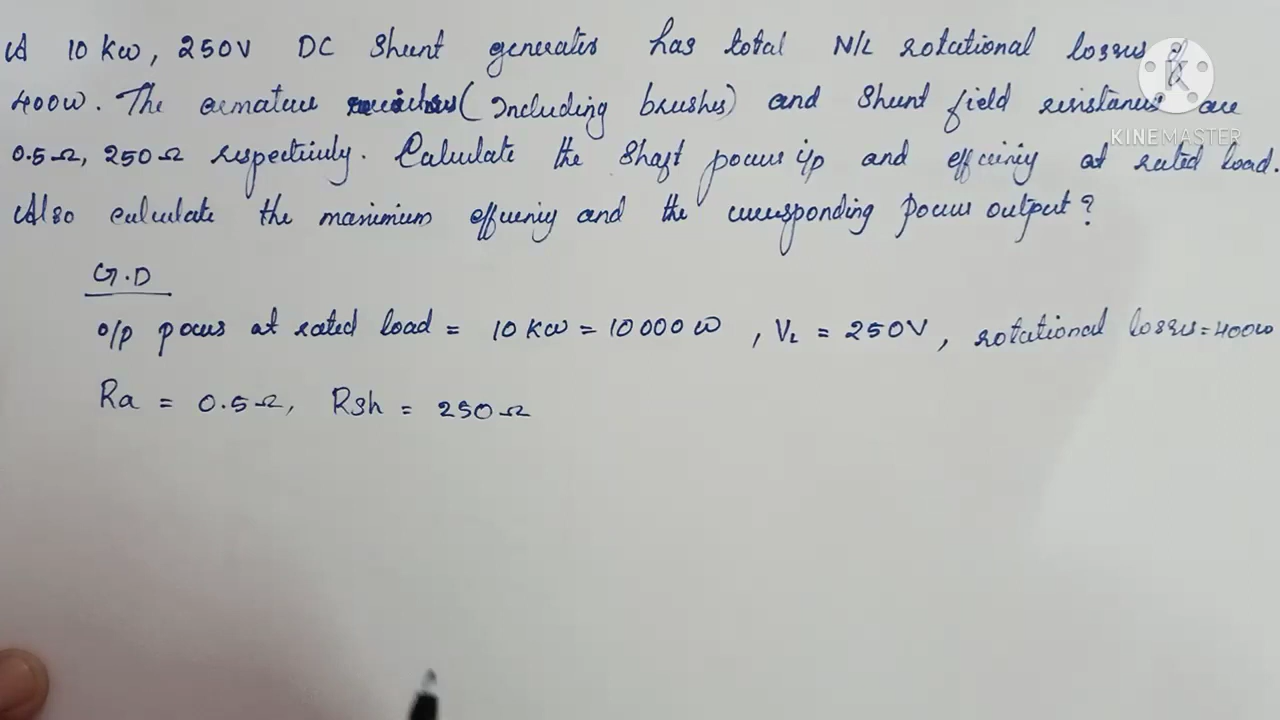 A 10 kw, 250V DC Shunt generator has total N/L rotational losses of
400w. The armature (Including brushes) and Shunt field resistances are
KINEMASTER
0.5Ω, 250Ω respectively. Calculate the Shaft power i/p and efficiency at rated load.
Also calculate the maximum efficiency and the corresponding power output?
G.D
o/p power at rated load = 10 kw = 10000 w , VL = 250V, rotational losses = 400w
Ra = 0.5Ω, Rsh = 250Ω